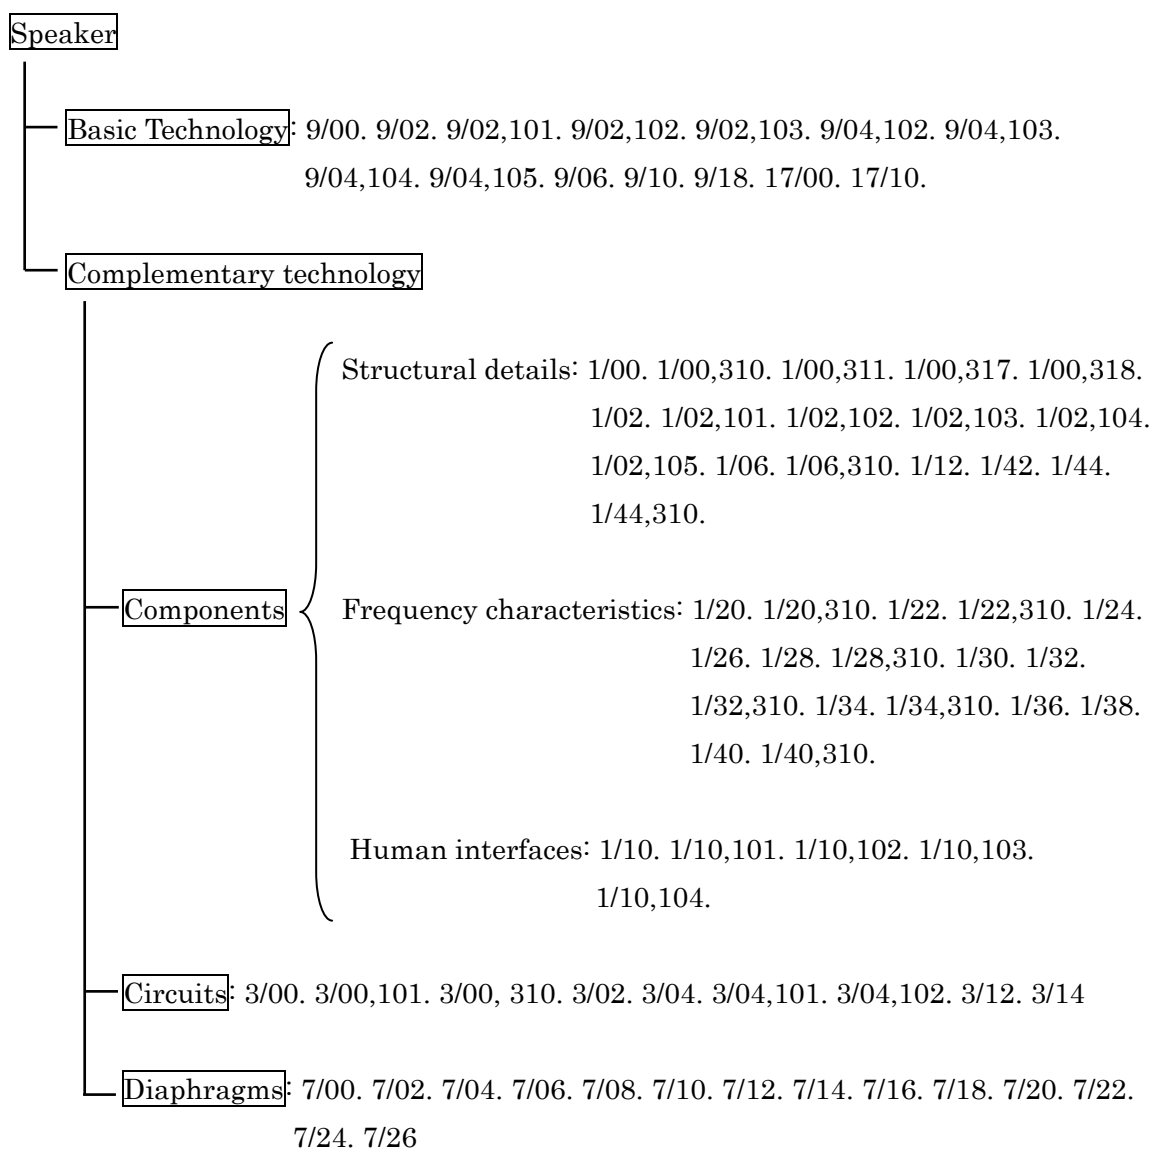 Speaker
Basic Technology: 9/00. 9/02. 9/02,101. 9/02,102. 9/02,103. 9/04,102. 9/04,103.
9/04,104. 9/04,105. 9/06. 9/10. 9/18. 17/00. 17/10.
Complementary technology
Structural details: 1/00. 1/00,310. 1/00,311. 1/00,317. 1/00,318.
1/02. 1/02,101. 1/02,102. 1/02,103. 1/02,104.
1/02,105. 1/06. 1/06,310. 1/12. 1/42. 1/44.
1/44,310.
Components
Frequency characteristics: 1/20. 1/20,310. 1/22. 1/22,310. 1/24.
1/26. 1/28. 1/28,310. 1/30. 1/32.
1/32,310. 1/34. 1/34,310. 1/36. 1/38.
1/40. 1/40,310.
Human interfaces: 1/10. 1/10,101. 1/10,102. 1/10,103.
1/10,104.
Circuits: 3/00. 3/00,101. 3/00, 310. 3/02. 3/04. 3/04,101. 3/04,102. 3/12. 3/14
Diaphragms: 7/00. 7/02. 7/04. 7/06. 7/08. 7/10. 7/12. 7/14. 7/16. 7/18. 7/20. 7/22.
7/24. 7/26